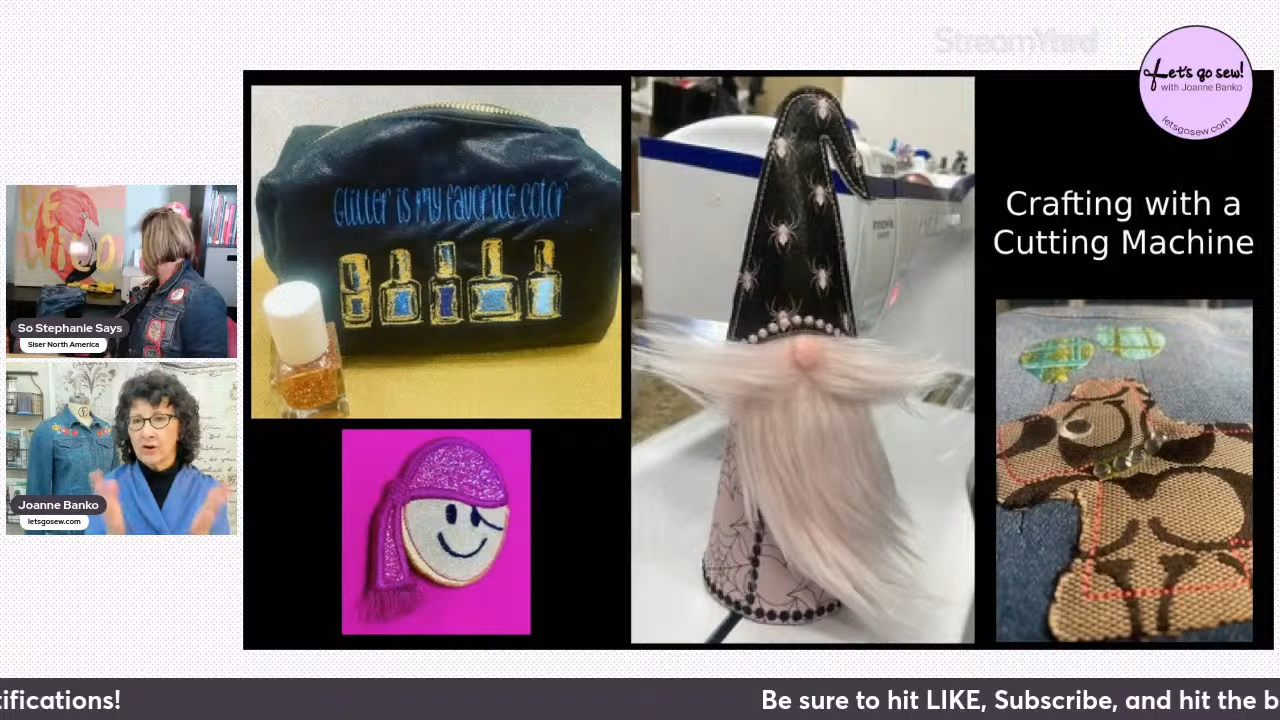 StreamYard
Let's go sew!
with Joanne Banko
letsgosew.com
Glitter is my favorite color
Crafting with a
Cutting Machine
So Stephanie Says
Siser North America
Joanne Banko
letsgosew.com
tifications!
Be sure to hit LIKE, Subscribe, and hit the b